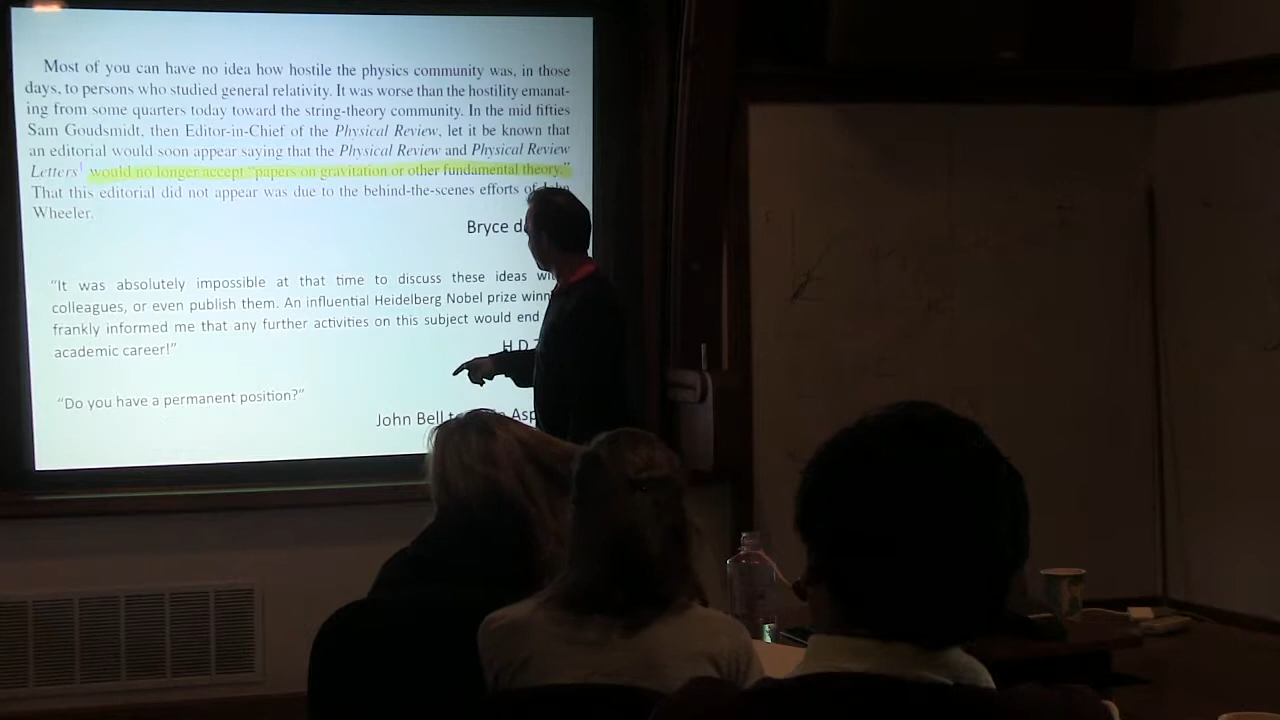 Most of you can have no idea how hostile the physics community was, in those
days, to persons who studied general relativity. It was worse than the hostility emanat-
ing from some quarters today toward the string-theory community. In the mid fifties
Sam Goudsmidt, then Editor-in-Chief of the Physical Review, let it be known that
an editorial would soon appear saying that the Physical Review and Physical Review
Letters would no longer accept “papers on gravitation or other fundamental theory.”
That this editorial did not appear was due to the behind-the-scenes efforts of John
Wheeler.
Bryce
“It was absolutely impossible at that time to discuss these ideas
colleagues, or even publish them. An influential Heidelberg Nobel prize
frankly informed me that any further activities on this subject would end
academic career!”
H.D.
“Do you have a permanent position?”
John Bell